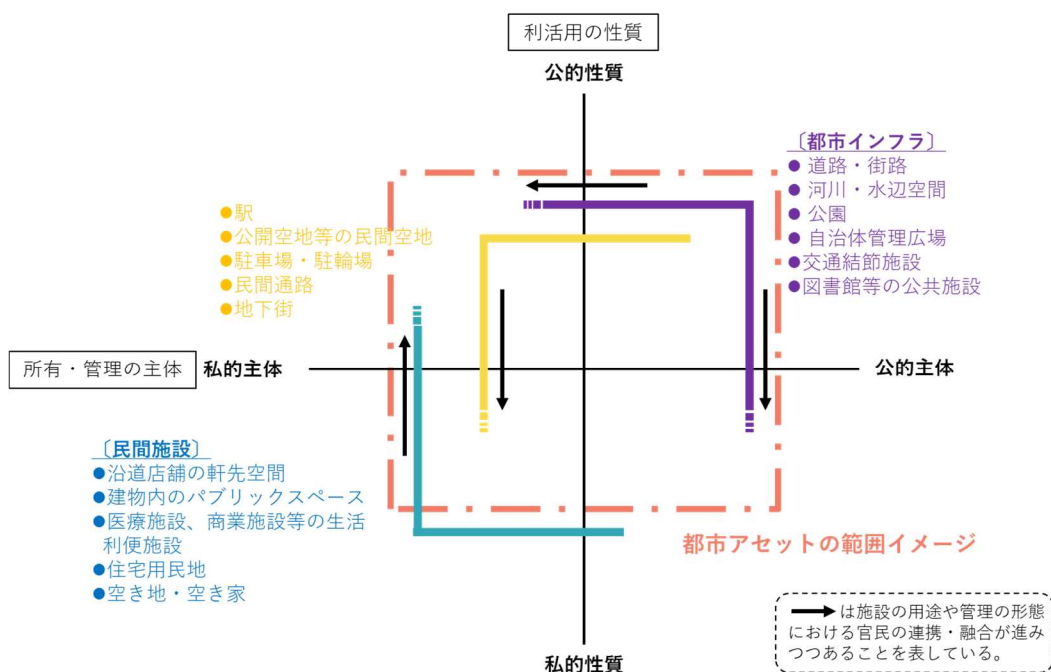 利活用の性質
公的性質
〔都市インフラ〕
● 道路・街路
● 河川・水辺空間
● 公園
● 自治体管理広場
●交通結節施設
●図書館等の公共施設
●駅
●公開空地等の民間空地
●駐車場・駐輪場
●民間通路
●地下街
所有・管理の主体
私的主体
公的主体
〔民間施設〕
●沿道店舗の軒先空間
●建物内のパブリックスペース
●医療施設、商業施設等の生活
利便施設
●住宅用民地
●空き地・空き家
都市アセットの範囲イメージ
は施設の用途や管理の形態
における官民の連携・融合が進み
つつあることを表している。
私的性質